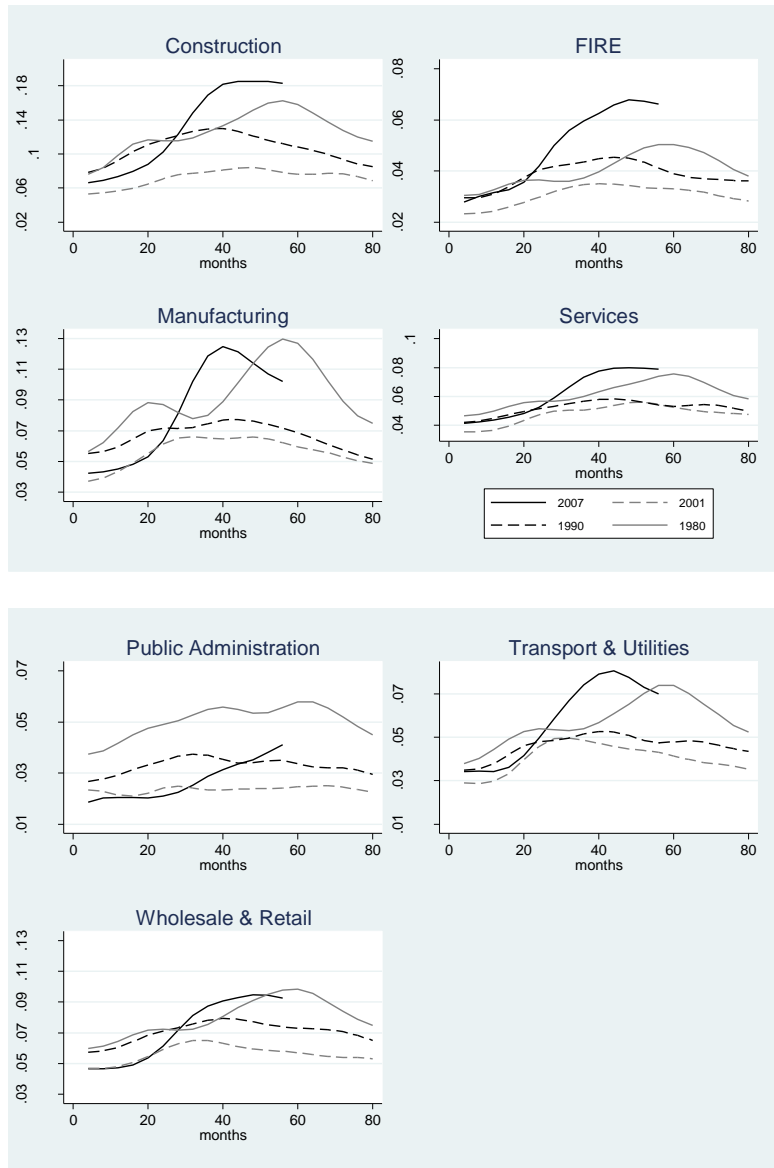 Construction
.02 .06 .1 .14 .18
0 20 40 60 80
months
FIRE
.02 .04 .06 .08
0 20 40 60 80
months
Manufacturing
.03 .05 .07 .09 .11 .13
0 20 40 60 80
months
Services
.04 .06 .08 .1
0 20 40 60 80
months
2007 2001
1990 1980
Public Administration
.01 .03 .05 .07
0 20 40 60 80
months
Transport & Utilities
.01 .03 .05 .07
0 20 40 60 80
months
Wholesale & Retail
.03 .05 .07 .09 .11 .13
0 20 40 60 80
months